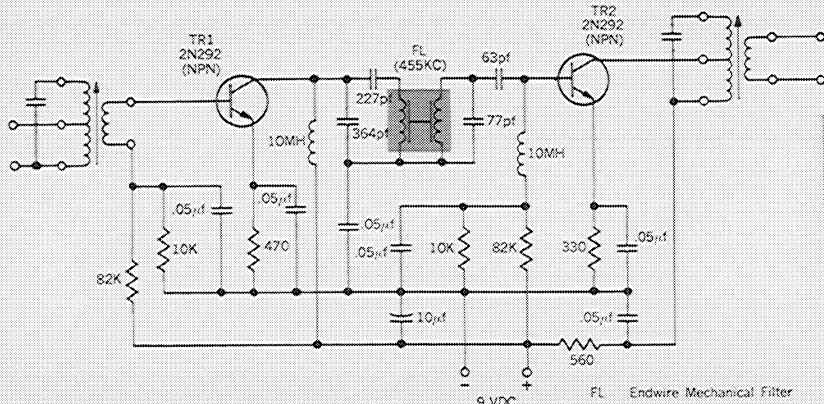 TR1
2N292
(NPN)
FL
(455KC)
63pf
TR2
2N292
(NPN)
227pf
364pf
77pf
10MH
10MH
.05µf
.05µf
.05µf
.05µf
.05µf
10K
470
10K
82K
330
82K
10µf
.05µf
560
-
+
9 VDC
FL Endwire Mechanical Filter